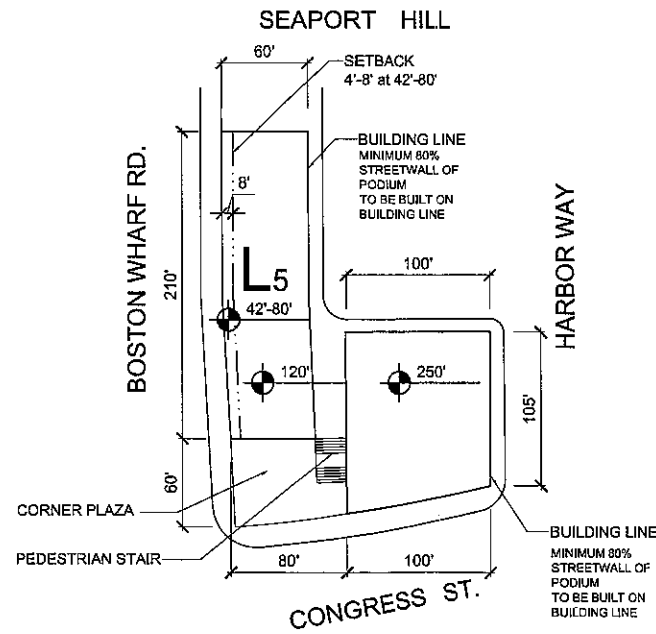 SEAPORT HILL
60'
SETBACK
4'-8' at 42'-80'
BUILDING LINE
MINIMUM 80%
STREETWALL OF
PODIUM
TO BE BUILT ON
BUILDING LINE
BOSTON WHARF RD.
8'
HARBOR WAY
L5
100'
210'
42'-80'
120'
250'
105'
60'
CORNER PLAZA
PEDESTRIAN STAIR
80'
100'
BUILDING LINE
MINIMUM 80%
STREETWALL OF
PODIUM
TO BE BUILT ON
BUILDING LINE
CONGRESS ST.